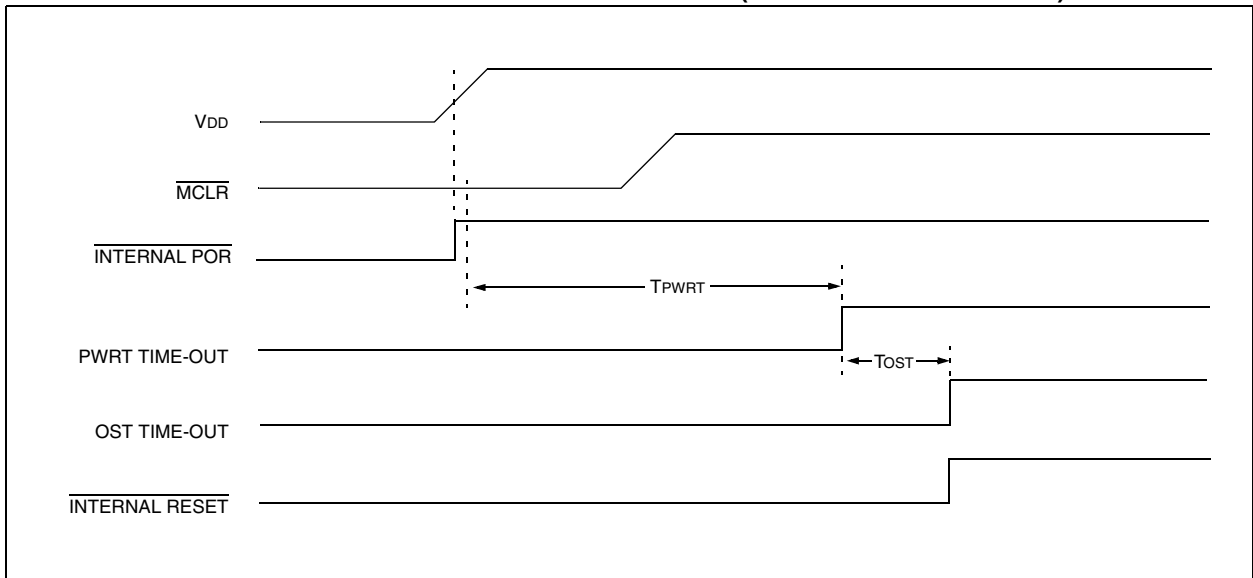 VDD
MCLR
INTERNAL POR
TPWRT
PWRT TIME-OUT
TOST
OST TIME-OUT
INTERNAL RESET